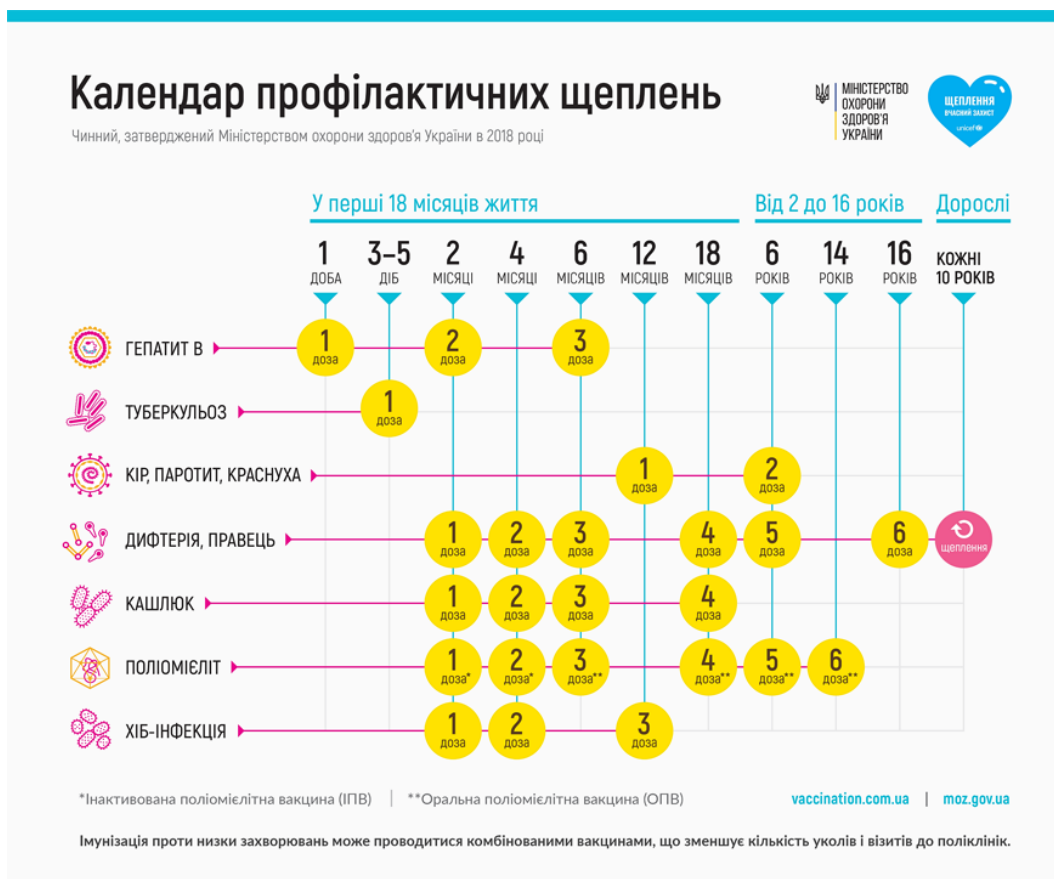 Календар профілактичних щеплень
Чинний, затверджений Міністерством охорони здоров'я України в 2018 році
МІНІСТЕРСТВО
ОХОРОНИ
ЗДОРОВ'Я
УКРАЇНИ
ЩЕПЛЕННЯ
ВЧАСНИЙ ЗАХИСТ
unicef
У перші 18 місяців життя
Від 2 до 16 років
Дорослі
1 ДОБА
3–5 ДІБ
2 МІСЯЦІ
4 МІСЯЦІ
6 МІСЯЦІВ
12 МІСЯЦІВ
18 МІСЯЦІВ
6 РОКІВ
14 РОКІВ
16 РОКІВ
КОЖНІ
10 РОКІВ
ГЕПАТИТ В 1 доза 2 доза 3 доза
ТУБЕРКУЛЬОЗ 1 доза
КІР, ПАРОТИТ, КРАСНУХА 1 доза 2 доза
ДИФТЕРІЯ, ПРАВЕЦЬ 1 доза 2 доза 3 доза 4 доза 5 доза 6 доза щеплення
КАШЛЮК 1 доза 2 доза 3 доза 4 доза
ПОЛІОМІЄЛІТ 1 доза* 2 доза* 3 доза** 4 доза** 5 доза** 6 доза**
ХІБ-ІНФЕКЦІЯ 1 доза 2 доза 3 доза
*Інактивована поліомієлітна вакцина (ІПВ) | **Оральна поліомієлітна вакцина (ОПВ)
vaccination.com.ua | moz.gov.ua
Імунізація проти низки захворювань може проводитися комбінованими вакцинами, що зменшує кількість уколів і візитів до поліклінік.